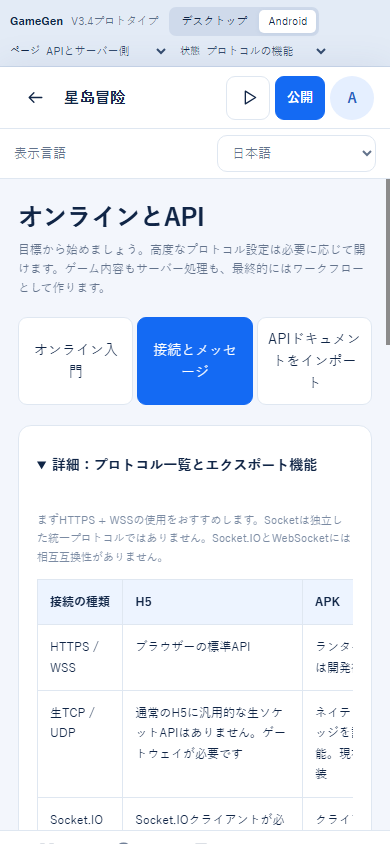 GameGen V3.4プロトタイプ デスクトップ Android
ページ APIとサーバー側 状態 プロトコルの機能
星岛冒险 公開 A
表示言語 日本語
オンラインとAPI
目標から始めましょう。高度なプロトコル設定は必要に応じて開
けます。ゲーム内容もサーバー処理も、最終的にはワークフロー
として作ります。
オンライン入
門
接続とメッセ
ージ
APIドキュメン
トをインポー
ト
▼ 詳細：プロトコル一覧とエクスポート機能
まずHTTPS + WSSの使用をおすすめします。Socketは独立し
た統一プロトコルではありません。Socket.IOとWebSocketには
相互互換性がありません。
接続の種類 H5 APK
HTTPS /
WSS
ブラウザーの標準API
ランタ
は開発
生TCP /
UDP
通常のH5に汎用的な生ソケ
ットAPIはありません。ゲー
トウェイが必要です
ネイテ
ッジを
能。現
装
Socket.IO
Socket.IOクライアントが必
クライ